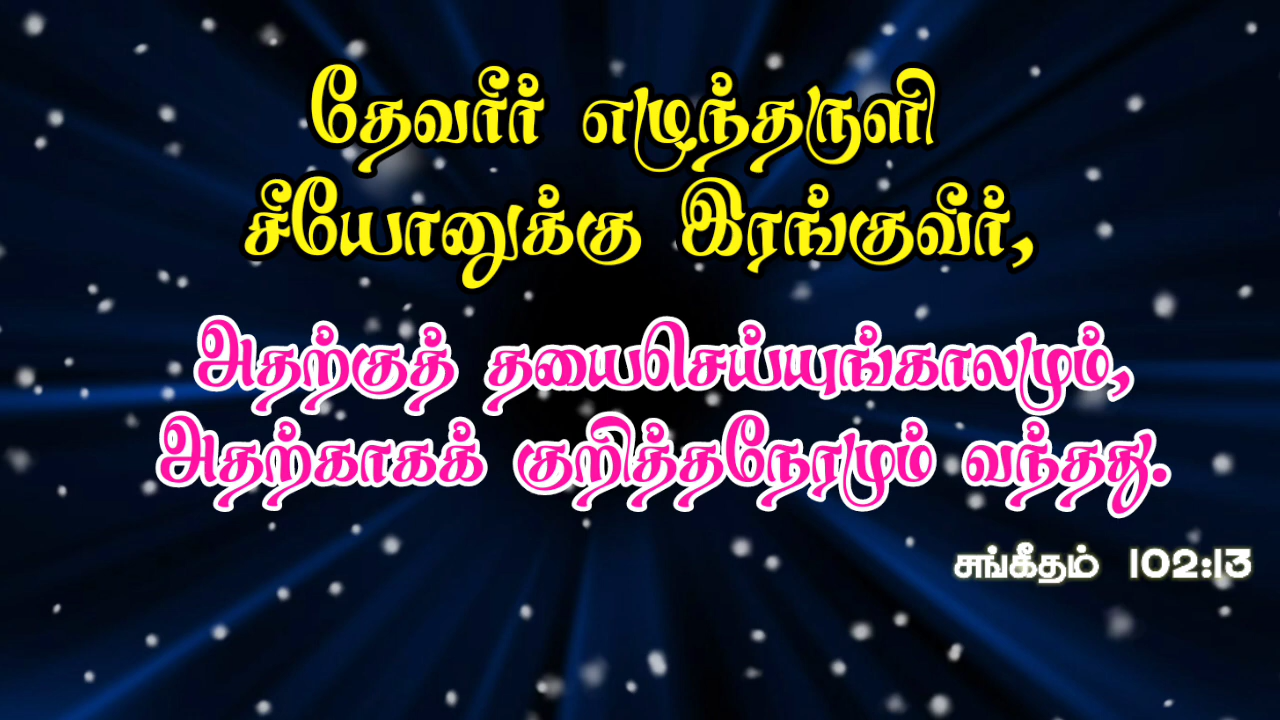 தேவரீர் எழுந்தருளி
சீயோனுக்கு இரங்குவீர்,
அதற்குத் தயைசெய்யுங்காலமும்,
அதற்காகக் குறித்தநேரமும் வந்தது.
சங்கீதம் 102:13